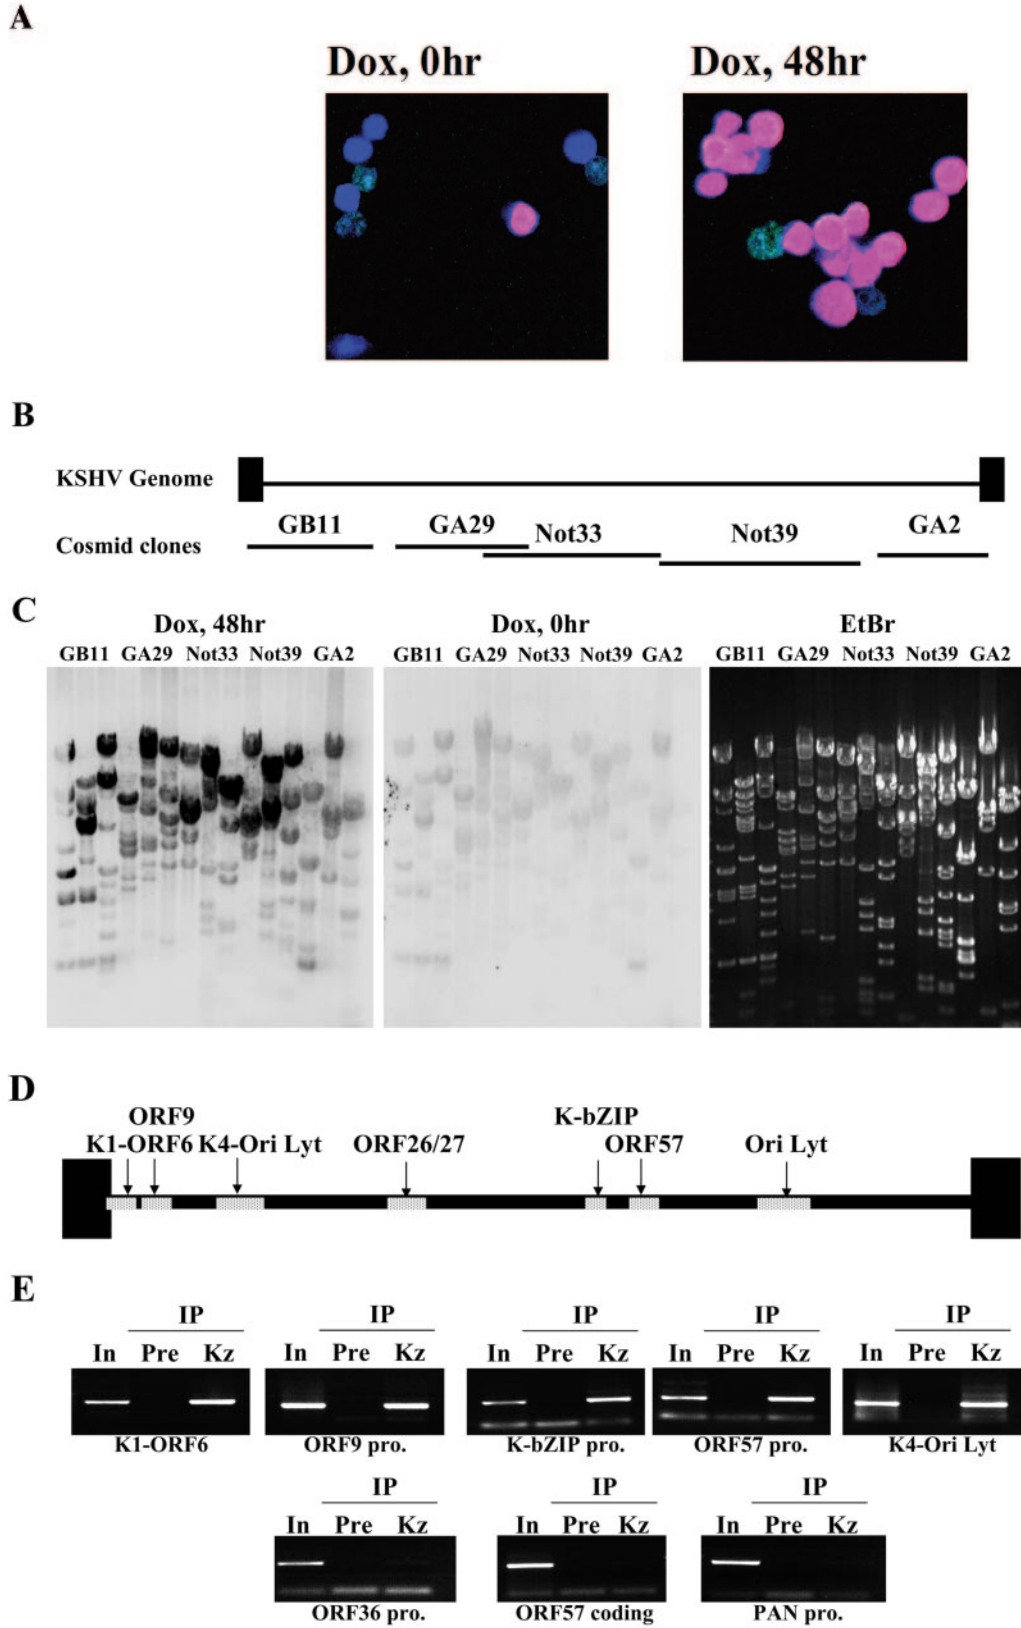 A
Dox, 0hr
Dox, 48hr
B
KSHV Genome
GB11
GA29
Not33
Not39
GA2
Cosmid clones
C
Dox, 48hr
Dox, 0hr
EtBr
GB11 GA29 Not33 Not39 GA2
GB11 GA29 Not33 Not39 GA2
GB11 GA29 Not33 Not39 GA2
D
ORF9
K-bZIP
K1-ORF6 K4-Ori Lyt
ORF26/27
ORF57
Ori Lyt
E
IP
IP
IP
IP
IP
In Pre Kz
In Pre Kz
In Pre Kz
In Pre Kz
In Pre Kz
K1-ORF6
ORF9 pro.
K-bZIP pro.
ORF57 pro.
K4-Ori Lyt
IP
IP
IP
In Pre Kz
In Pre Kz
In Pre Kz
ORF36 pro.
ORF57 coding
PAN pro.